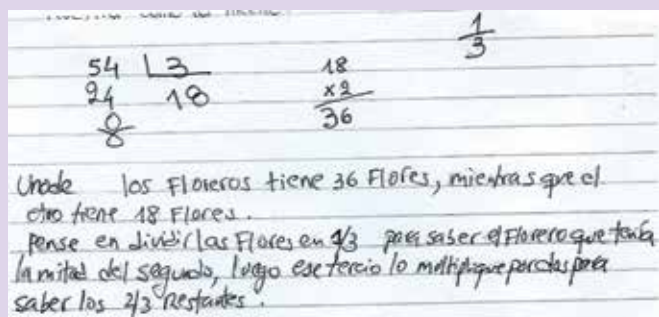 1
3
54 3 18
24 18 x2
0 36
Uno de los Floreros tiene 36 Flores, mientras que el
otro tiene 18 Flores.
Pense en dividir las Flores en 1/3 para saber el Florero que tenía
la mitad del segundo, luego ese tercio lo multiplique por dos para
saber los 2/3 Restantes.